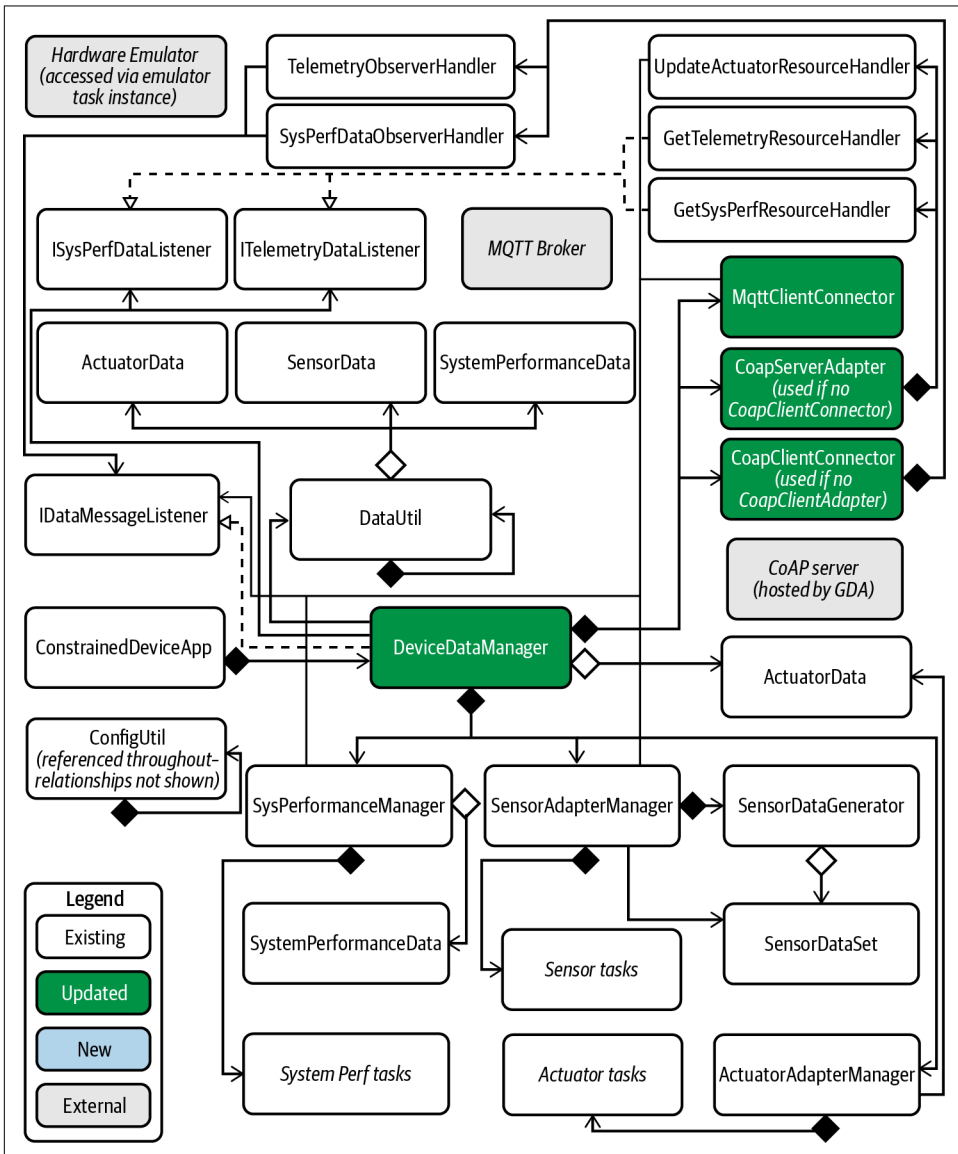 Hardware Emulator
(accessed via emulator
task instance)
TelemetryObserverHandler
SysPerfDataObserverHandler
UpdateActuatorResourceHandler
GetTelemetryResourceHandler
GetSysPerfResourceHandler
ISysPerfDataListener
ITelemetryDataListener
MQTT Broker
MqttClientConnector
ActuatorData
SensorData
SystemPerformanceData
CoapServerAdapter
(used if no
CoapClientConnector)
CoapClientConnector
(used if no
CoapClientAdapter)
IDataMessageListener
DataUtil
CoAP server
(hosted by GDA)
ConstrainedDeviceApp
DeviceDataManager
ActuatorData
ConfigUtil
(referenced throughout–
relationships not shown)
SysPerformanceManager
SensorAdapterManager
SensorDataGenerator
SystemPerformanceData
Sensor tasks
SensorDataSet
System Perf tasks
Actuator tasks
ActuatorAdapterManager
Legend
Existing
Updated
New
External